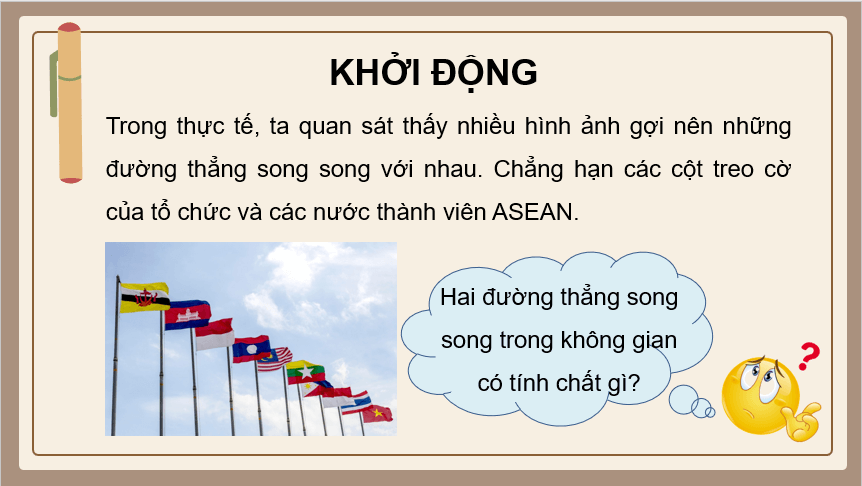 KHỞI ĐỘNG
Trong thực tế, ta quan sát thấy nhiều hình ảnh gợi nên những
đường thẳng song song với nhau. Chẳng hạn các cột treo cờ
của tổ chức và các nước thành viên ASEAN.
Hai đường thẳng song
song trong không gian
có tính chất gì?
?